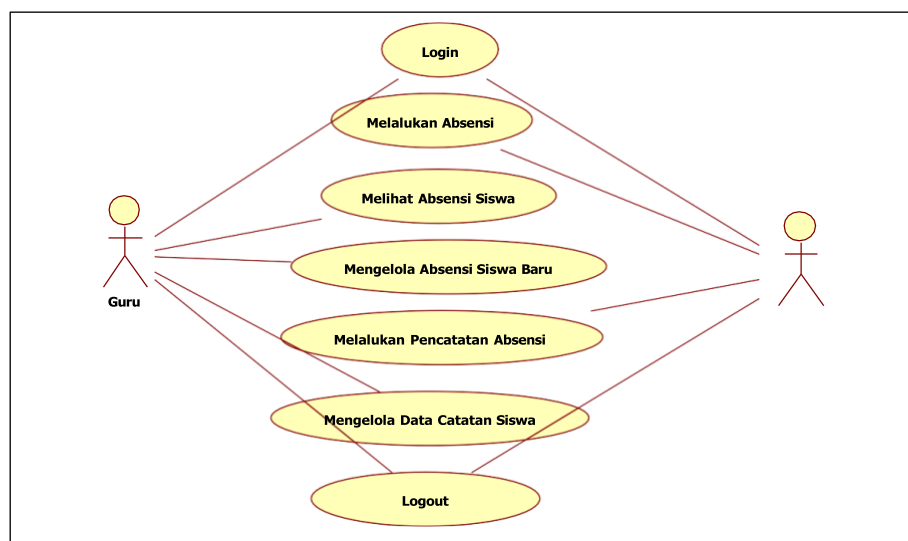 Login
Melalukan Absensi
Melihat Absensi Siswa
Mengelola Absensi Siswa Baru
Guru
Melalukan Pencatatan Absensi
Mengelola Data Catatan Siswa
Logout